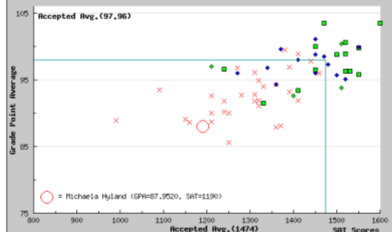 Accepted Avg.(97.96)
105
95
85
75
Grade Point Average
= Michaela Hyland (GPA=87.9520, SAT=1190)
800
900
1000
1100
1200
1300
1400
1500
1600
Accepted Avg.(1474)
SAT Scores